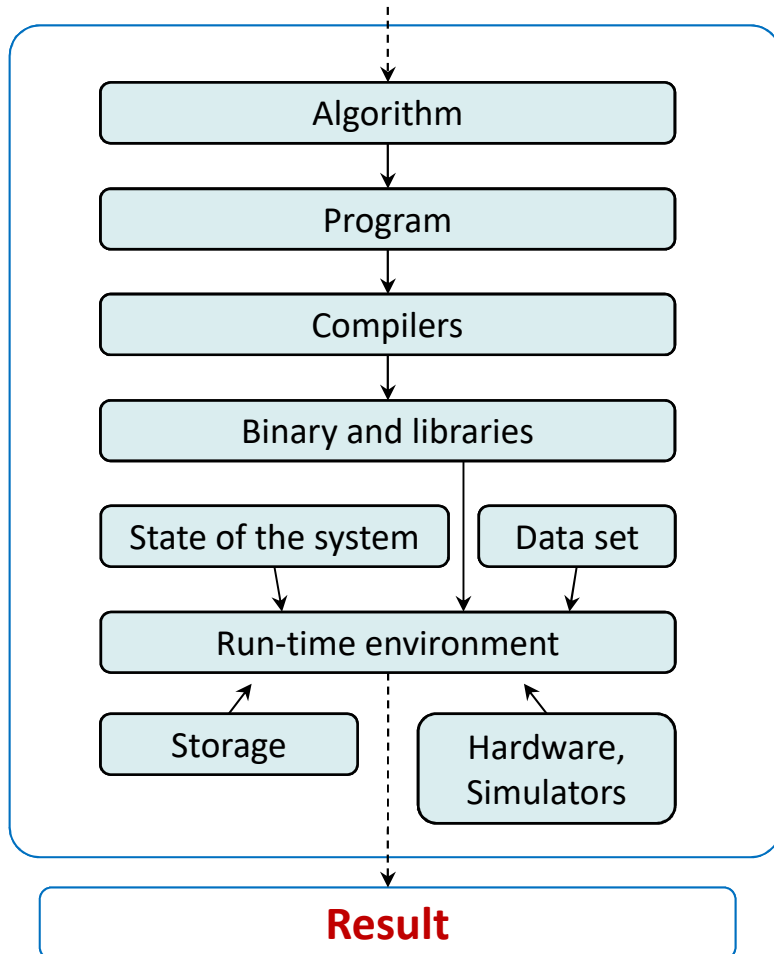 Algorithm
Program
Compilers
Binary and libraries
State of the system
Data set
Run-time environment
Storage
Hardware,
Simulators
Result